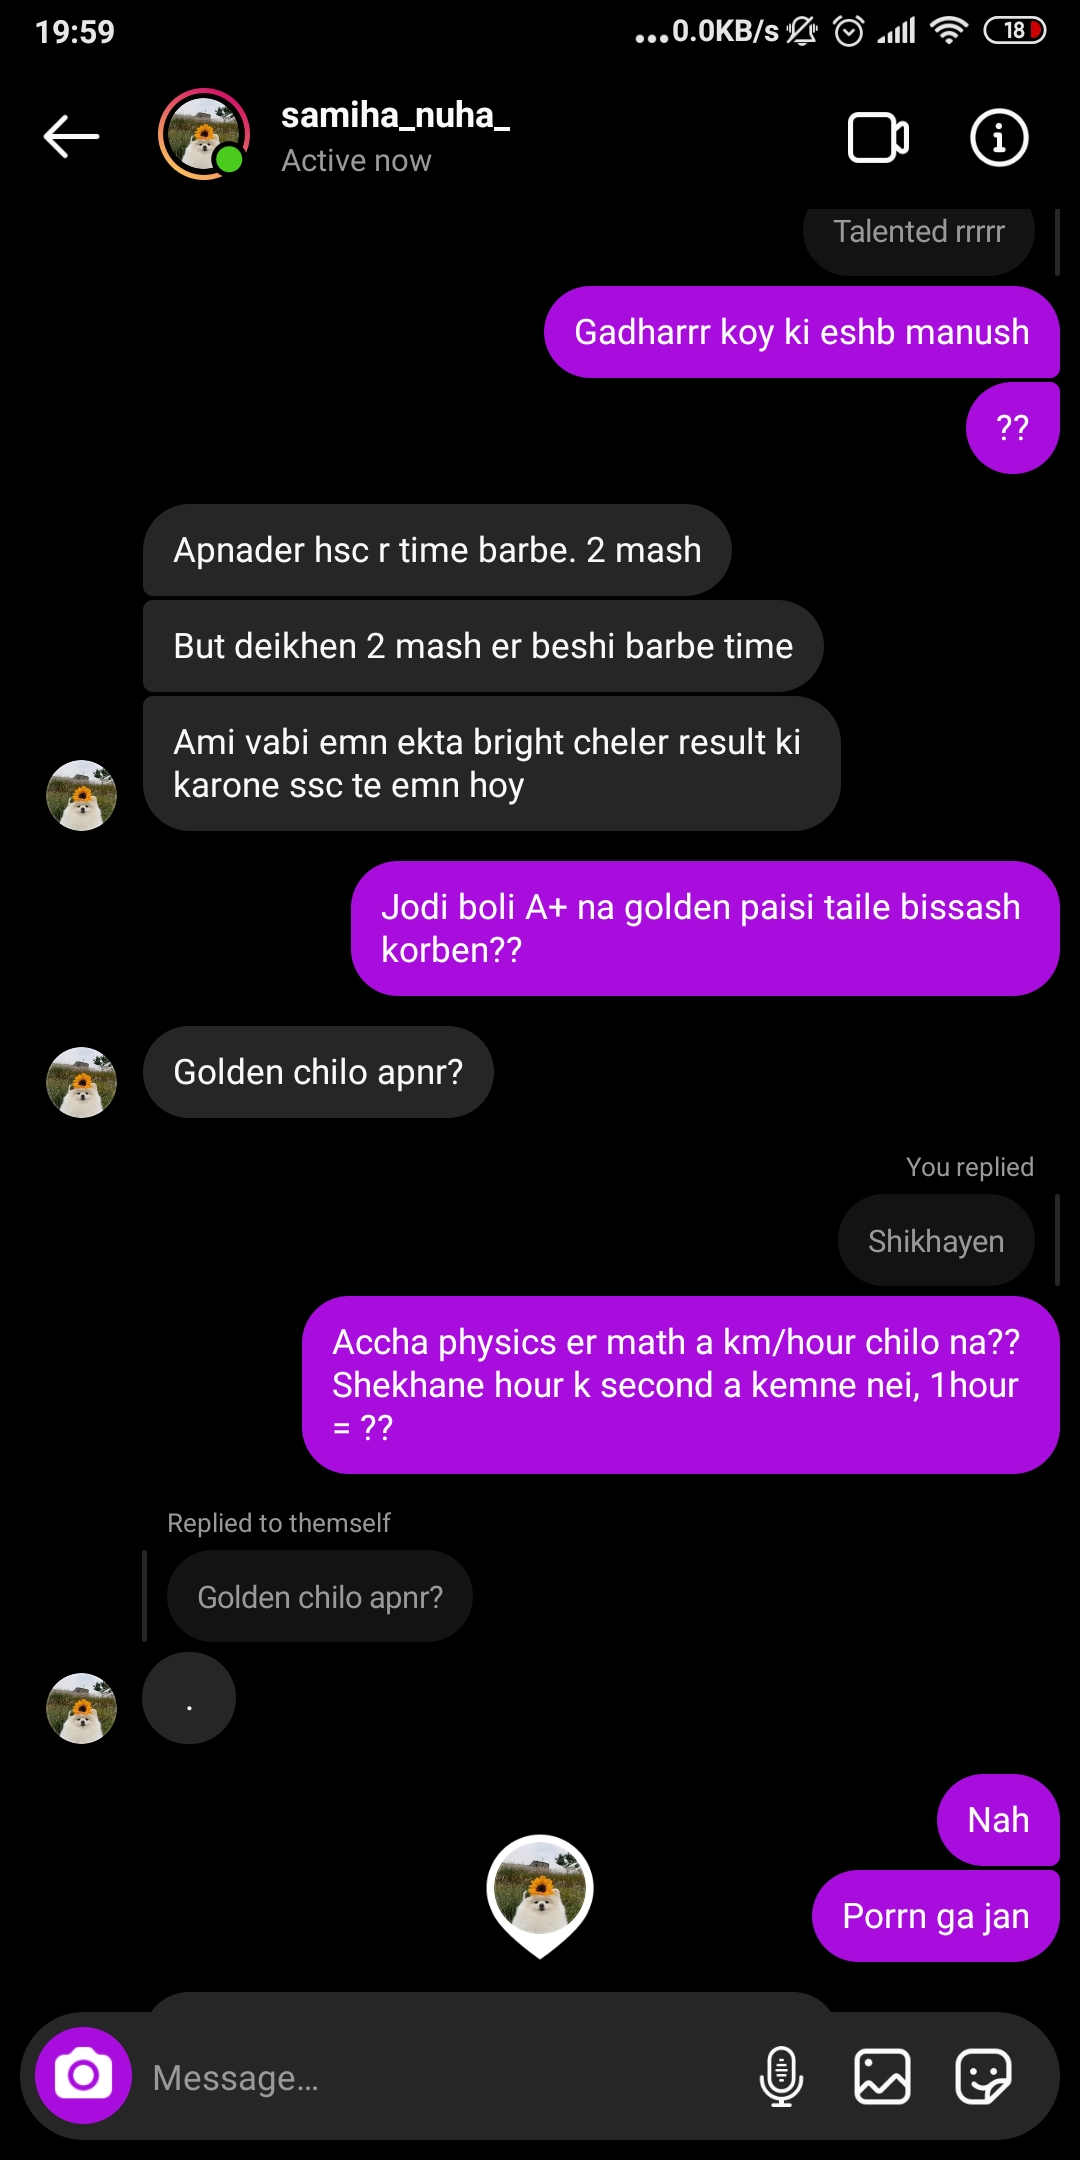 19:59
...0.0KB/s
18
samiha_nuha_
Active now
Talented rrrrr
Gadharrr koy ki eshb manush
??
Apnader hsc r time barbe. 2 mash
But deikhen 2 mash er beshi barbe time
Ami vabi emn ekta bright cheler result ki
karone ssc te emn hoy
Jodi boli A+ na golden paisi taile bissash
korben??
Golden chilo apnr?
You replied
Shikhayen
Accha physics er math a km/hour chilo na??
Shekhane hour k second a kemne nei, 1hour
= ??
Replied to themself
Golden chilo apnr?
.
Nah
Porrn ga jan
Message...